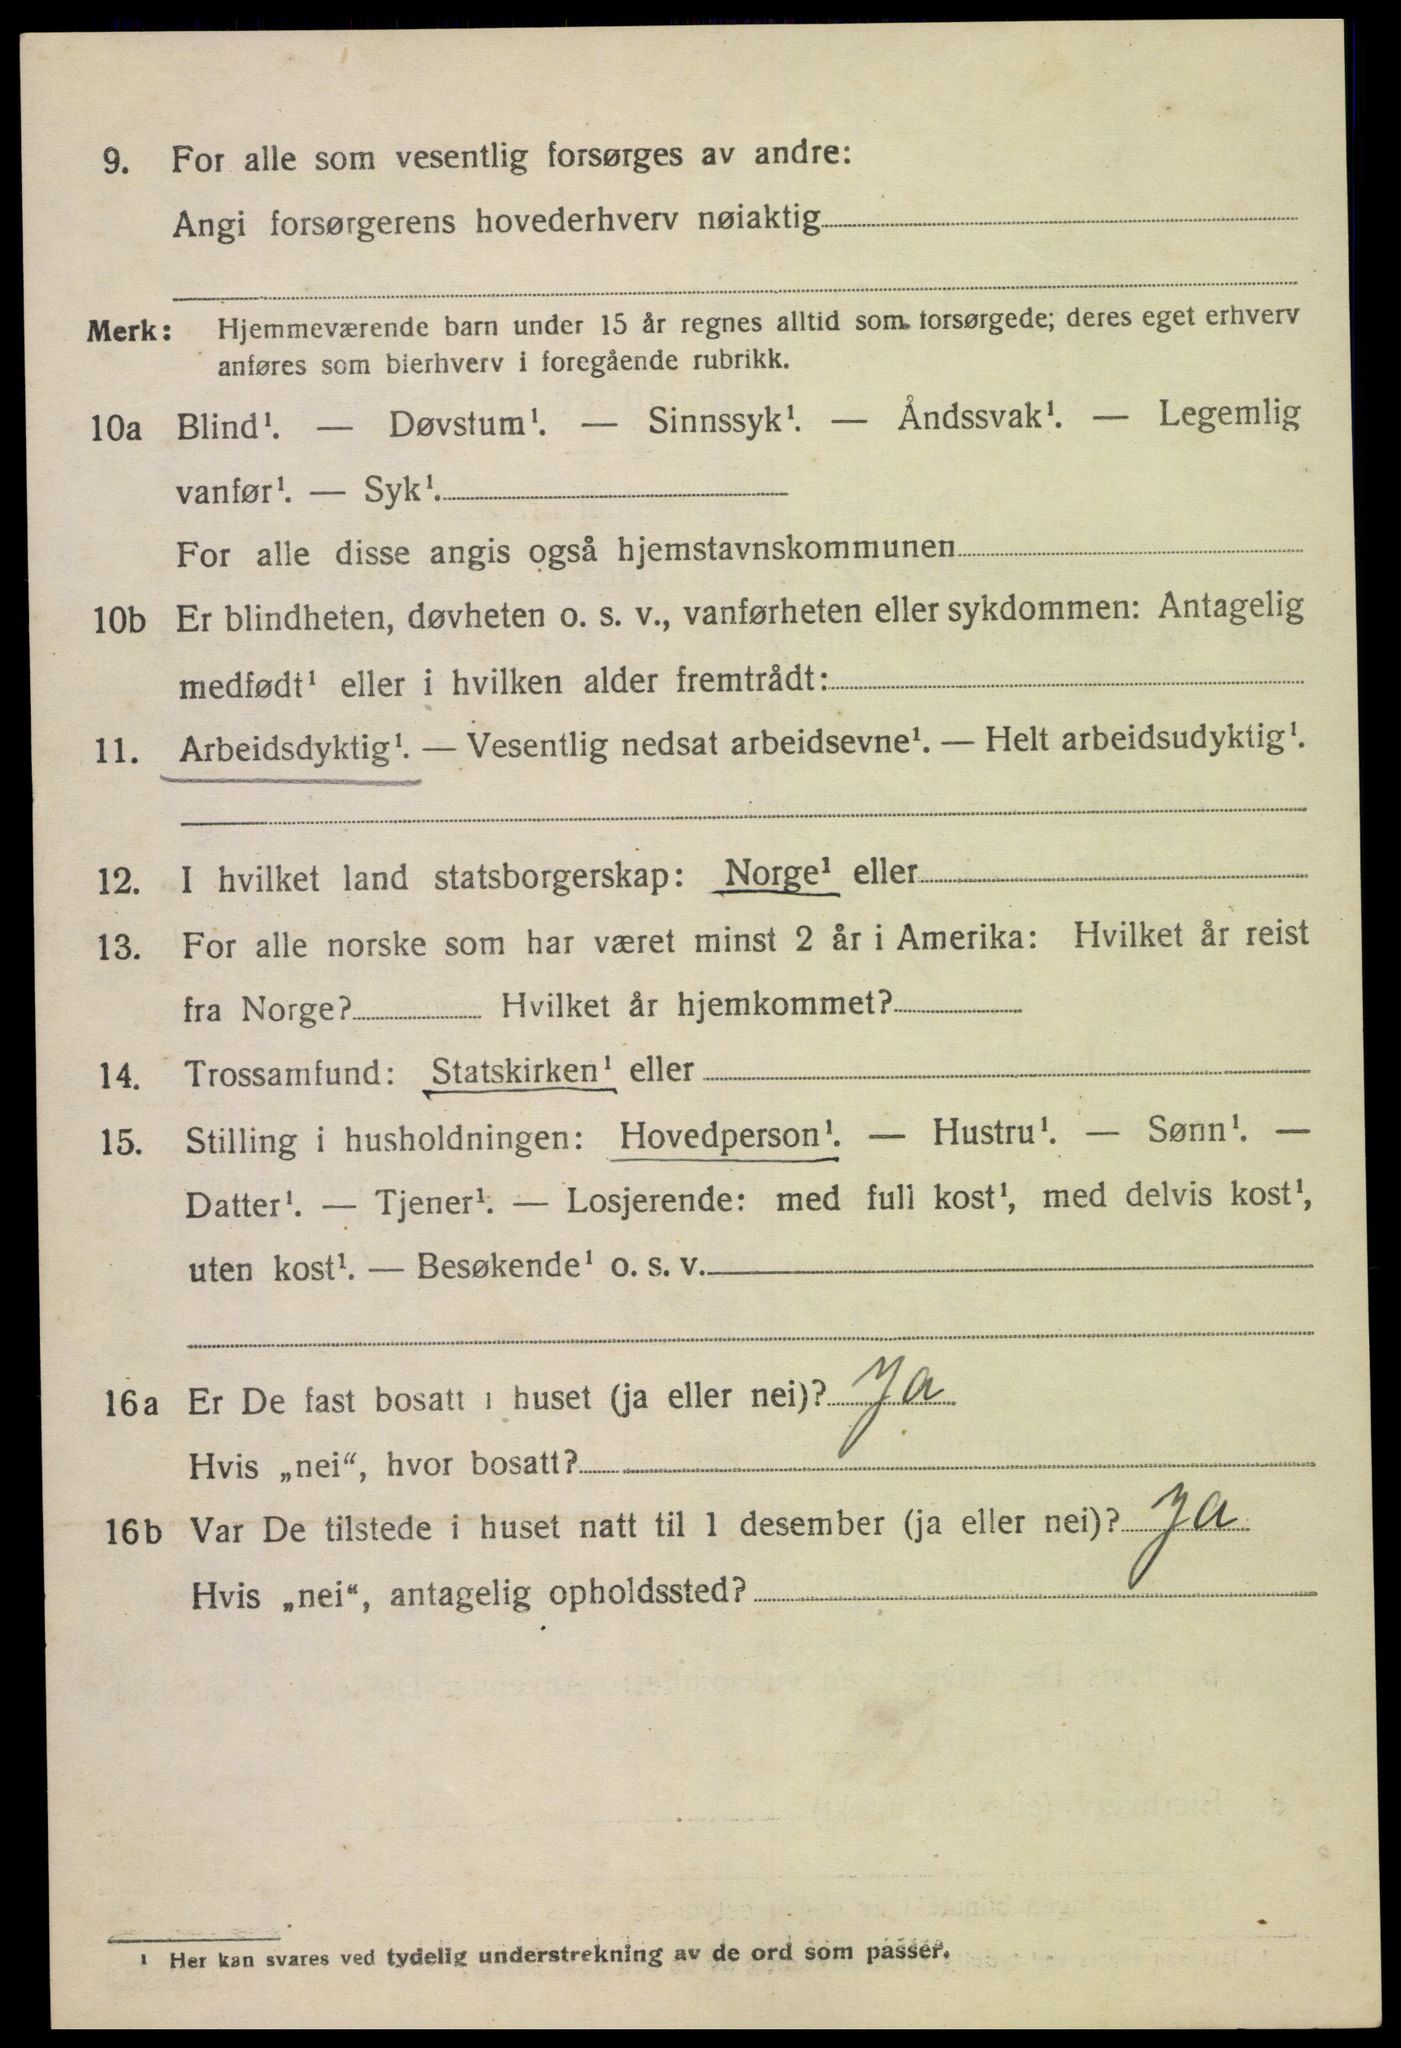 9. For alle som vesentlig forsørges av andre:
Angi forsørgerens hovederhverv nøiaktig
Merk: Hjemmeværende barn under 15 år regnes alltid som forsørgede; deres eget erhverv
anføres som bierhverv i foregående rubrikk.
10a Blind¹. — Døvstum¹. — Sinnssyk¹. — Åndssvak¹. — Legemlig
vanfør¹. — Syk¹.
For alle disse angis også hjemstavnskommunen
10b Er blindheten, døvheten o. s. v., vanførheten eller sykdommen: Antagelig
medfødt¹ eller i hvilken alder fremtrådt:
11. Arbeidsdyktig¹. — Vesentlig nedsat arbeidsevne¹. — Helt arbeidsudyktig¹.
12. I hvilket land statsborgerskap: Norge¹ eller
13. For alle norske som har været minst 2 år i Amerika: Hvilket år reist
fra Norge? Hvilket år hjemkommet?
14. Trossamfund: Statskirken¹ eller
15. Stilling i husholdningen: Hovedperson¹. — Hustru¹. — Sønn¹. —
Datter¹. — Tjener¹. — Losjerende: med full kost¹, med delvis kost¹,
uten kost¹. — Besøkende¹ o. s. v.
16a Er De fast bosatt i huset (ja eller nei)? Ja
Hvis „nei“, hvor bosatt?
16b Var De tilstede i huset natt til 1 desember (ja eller nei)? Ja
Hvis „nei“, antagelig opholdssted?
¹ Her kan svares ved tydelig understrekning av de ord som passer.